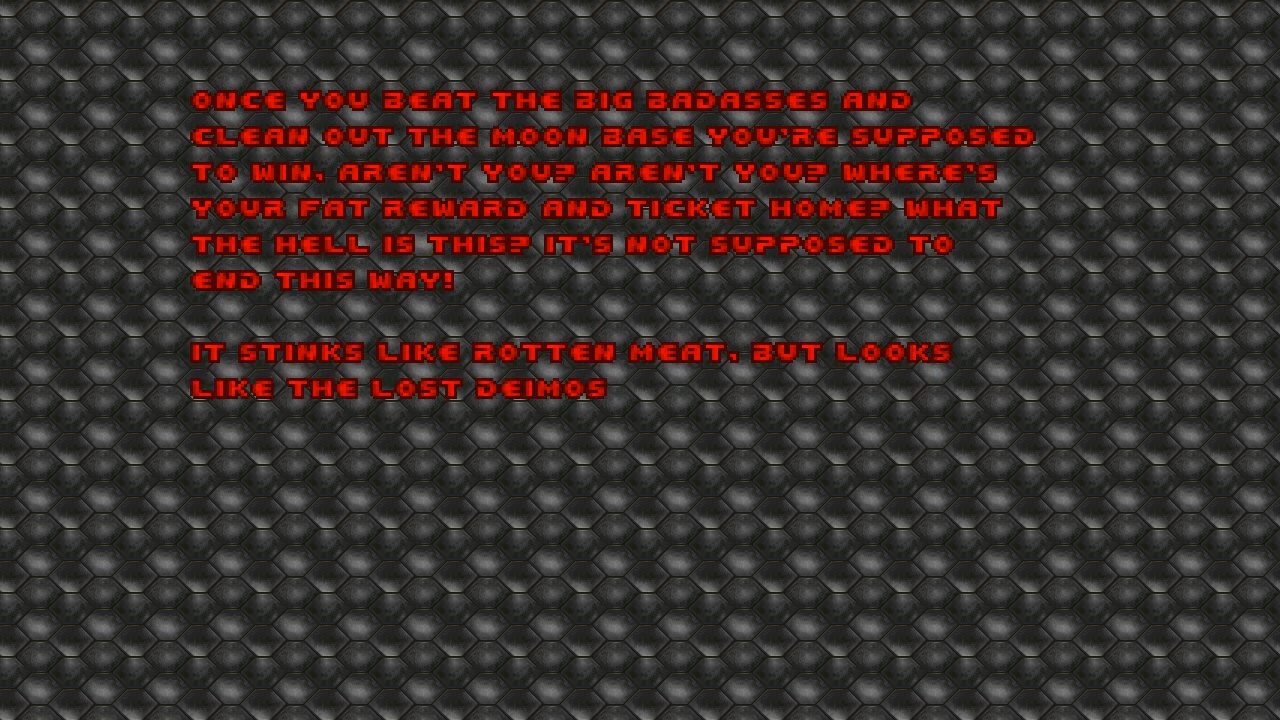 ONCE YOU BEAT THE BIG BADASSES AND
CLEAN OUT THE MOON BASE YOU'RE SUPPOSED
TO WIN, AREN'T YOU? AREN'T YOU? WHERE'S
YOUR FAT REWARD AND TICKET HOME? WHAT
THE HELL IS THIS? IT'S NOT SUPPOSED TO
END THIS WAY!
IT STINKS LIKE ROTTEN MEAT, BUT LOOKS
LIKE THE LOST DEIMOS